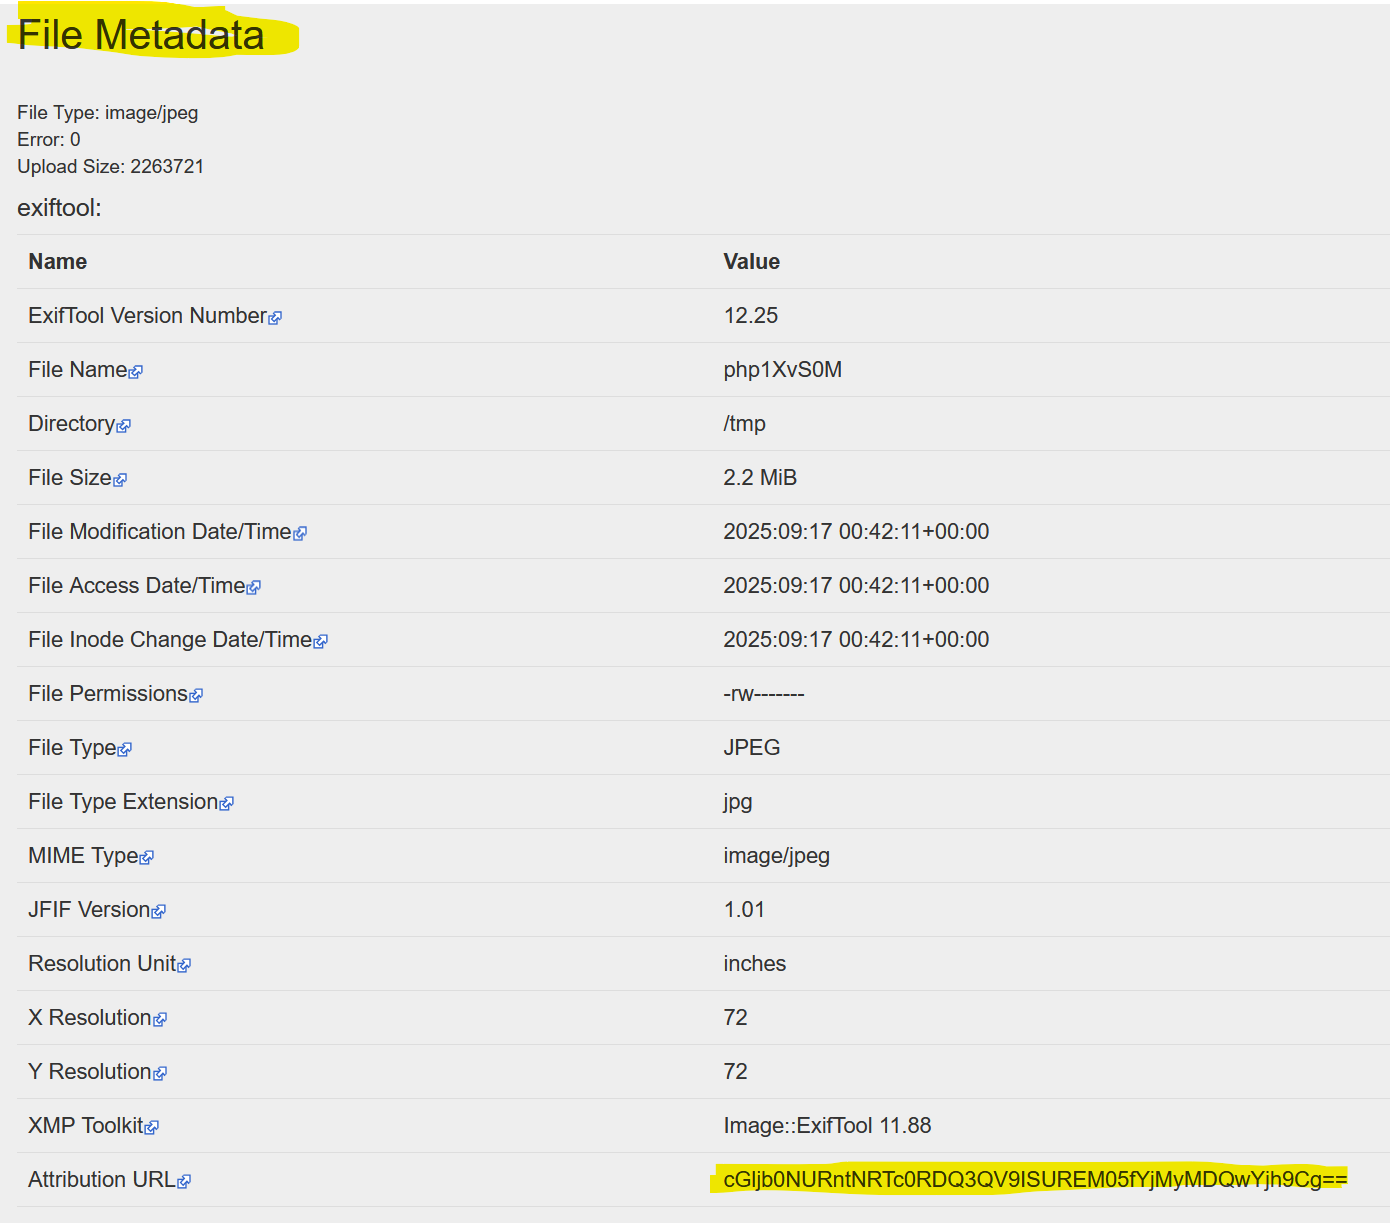 File Metadata
File Type: image/jpeg
Error: 0
Upload Size: 2263721
exiftool:
Name Value
ExifTool Version Number 12.25
File Name php1XvS0M
Directory /tmp
File Size 2.2 MiB
File Modification Date/Time 2025:09:17 00:42:11+00:00
File Access Date/Time 2025:09:17 00:42:11+00:00
File Inode Change Date/Time 2025:09:17 00:42:11+00:00
File Permissions -rw-------
File Type JPEG
File Type Extension jpg
MIME Type image/jpeg
JFIF Version 1.01
Resolution Unit inches
X Resolution 72
Y Resolution 72
XMP Toolkit Image::ExifTool 11.88
Attribution URL cGljb0NURntNRTc0RDQ3QV9ISUREM05fYjMyMDQwYjh9Cg==